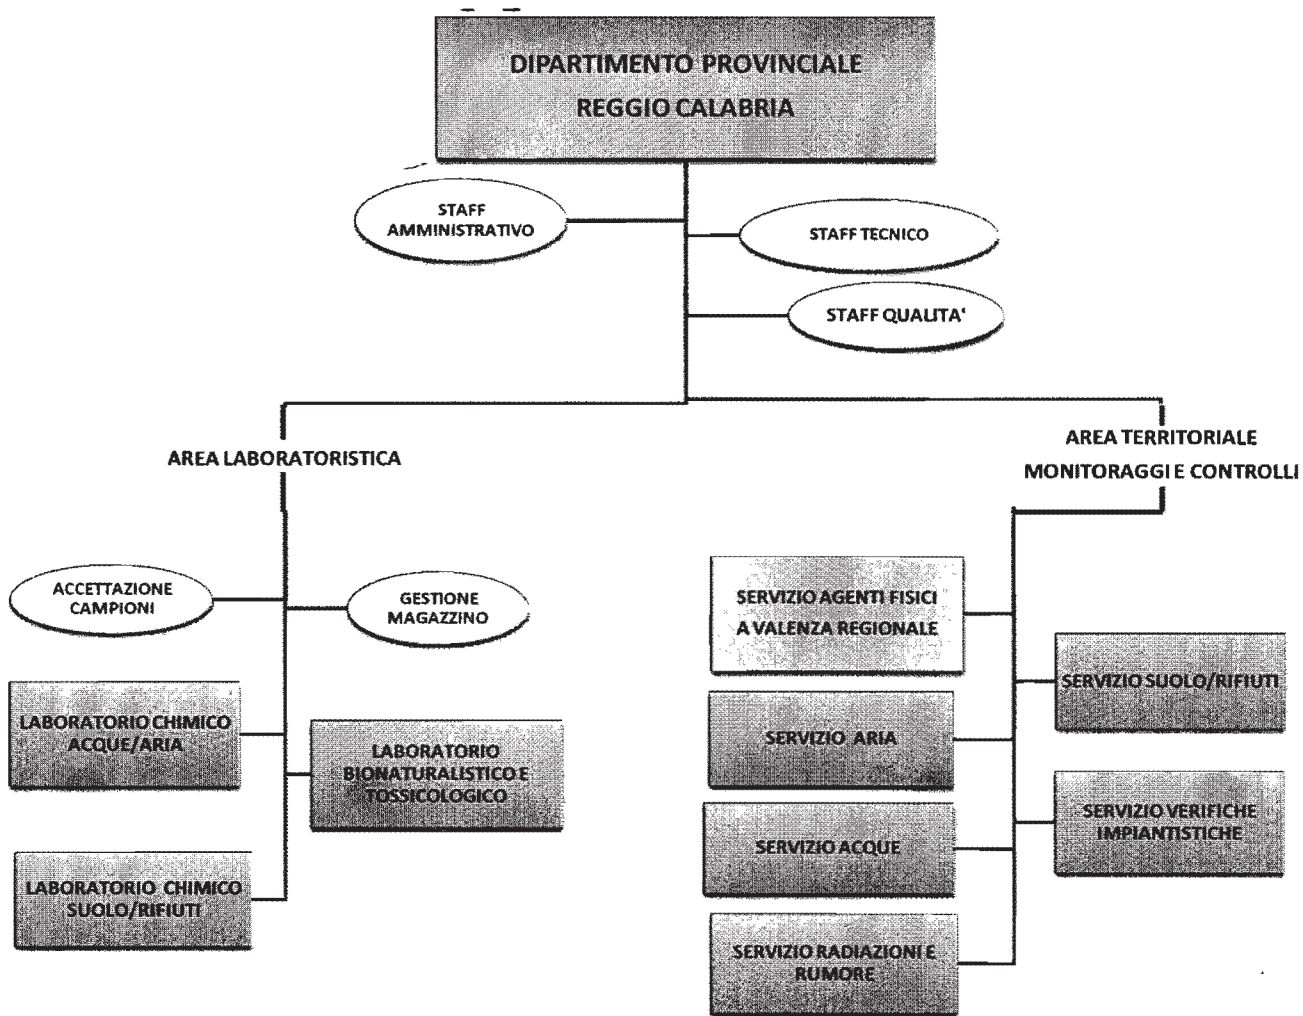 DIPARTIMENTO PROVINCIALE
REGGIO CALABRIA
STAFF
AMMINISTRATIVO
STAFF TECNICO
STAFF QUALITA'
AREA LABORATORISTICA
AREA TERRITORIALE
MONITORAGGI E CONTROLLI
ACCETTAZIONE
CAMPIONI
GESTIONE
MAGAZZINO
LABORATORIO CHIMICO
ACQUE/ARIA
LABORATORIO
BIONATURALISTICO E
TOSSICOLOGICO
LABORATORIO CHIMICO
SUOLO/RIFIUTI
SERVIZIO AGENTI FISICI
A VALENZA REGIONALE
SERVIZIO SUOLO/RIFIUTI
SERVIZIO ARIA
SERVIZIO VERIFICHE
IMPIANTISTICHE
SERVIZIO ACQUE
SERVIZIO RADIAZIONI E
RUMORE